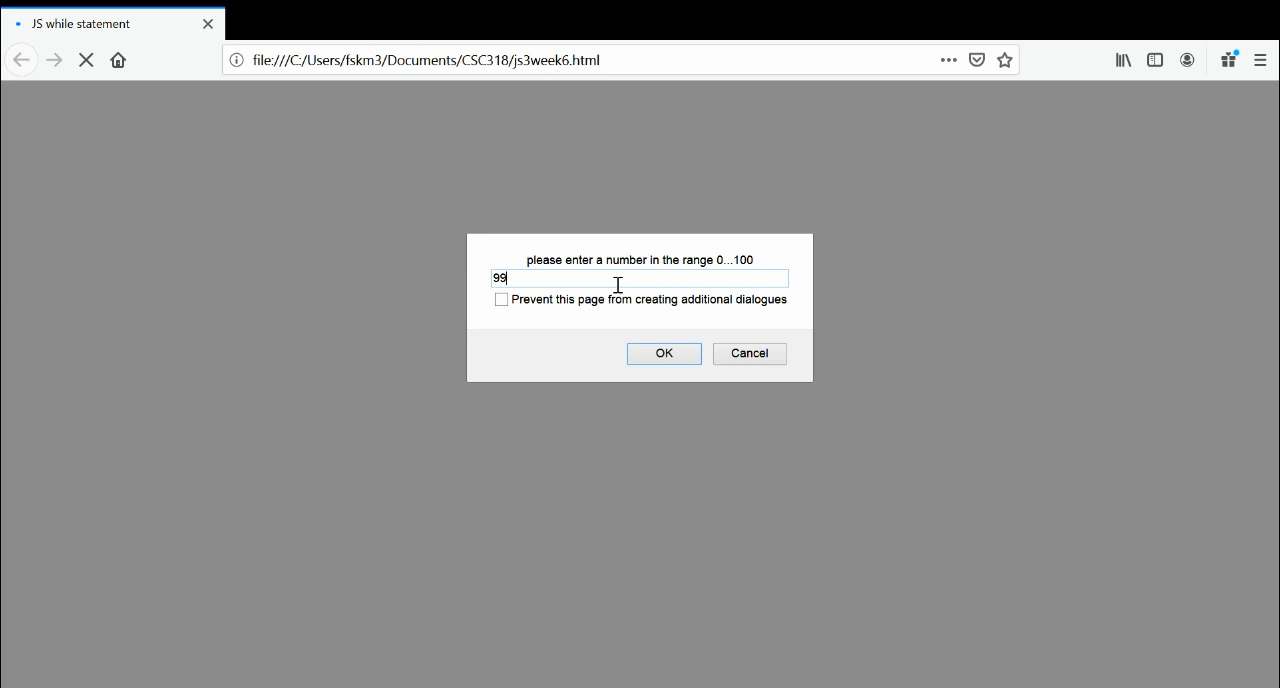 JS while statement
file:///C:/Users/fskm3/Documents/CSC318/js3week6.html
please enter a number in the range 0...100
99
Prevent this page from creating additional dialogues
OK Cancel